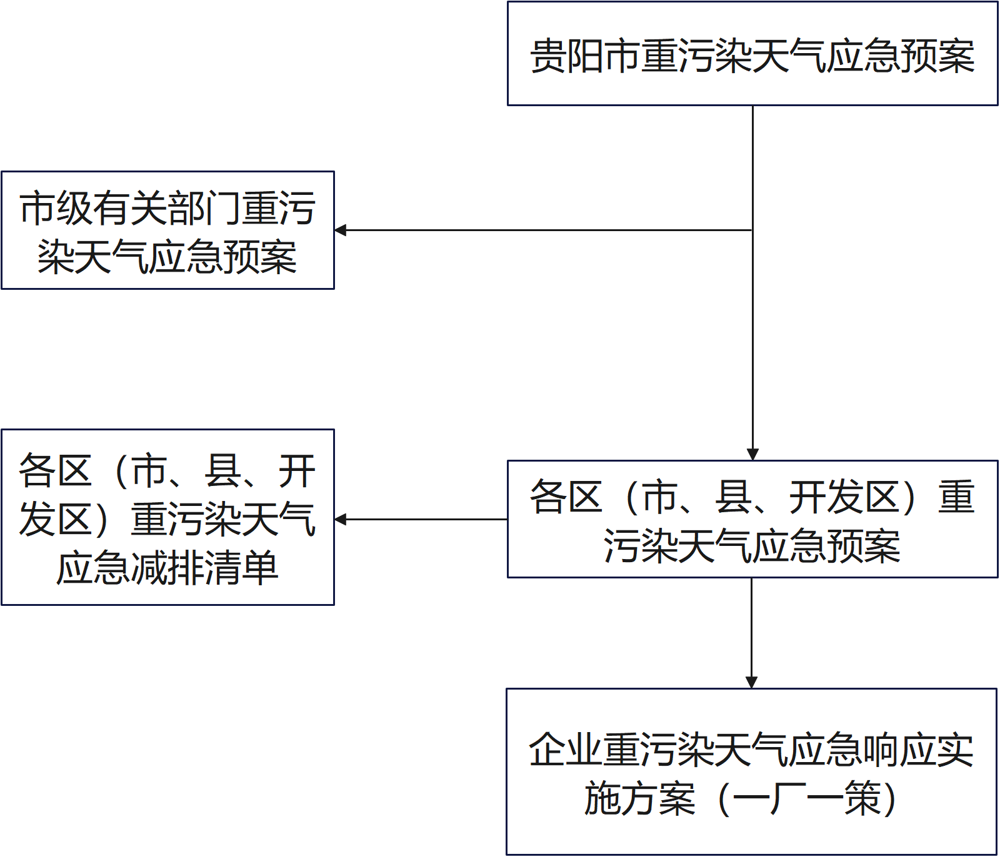 贵阳市重污染天气应急预案
市级有关部门重污
染天气应急预案
各区（市、县、开
发区）重污染天气
应急减排清单
各区（市、县、开发区）重
污染天气应急预案
企业重污染天气应急响应实
施方案（一厂一策）